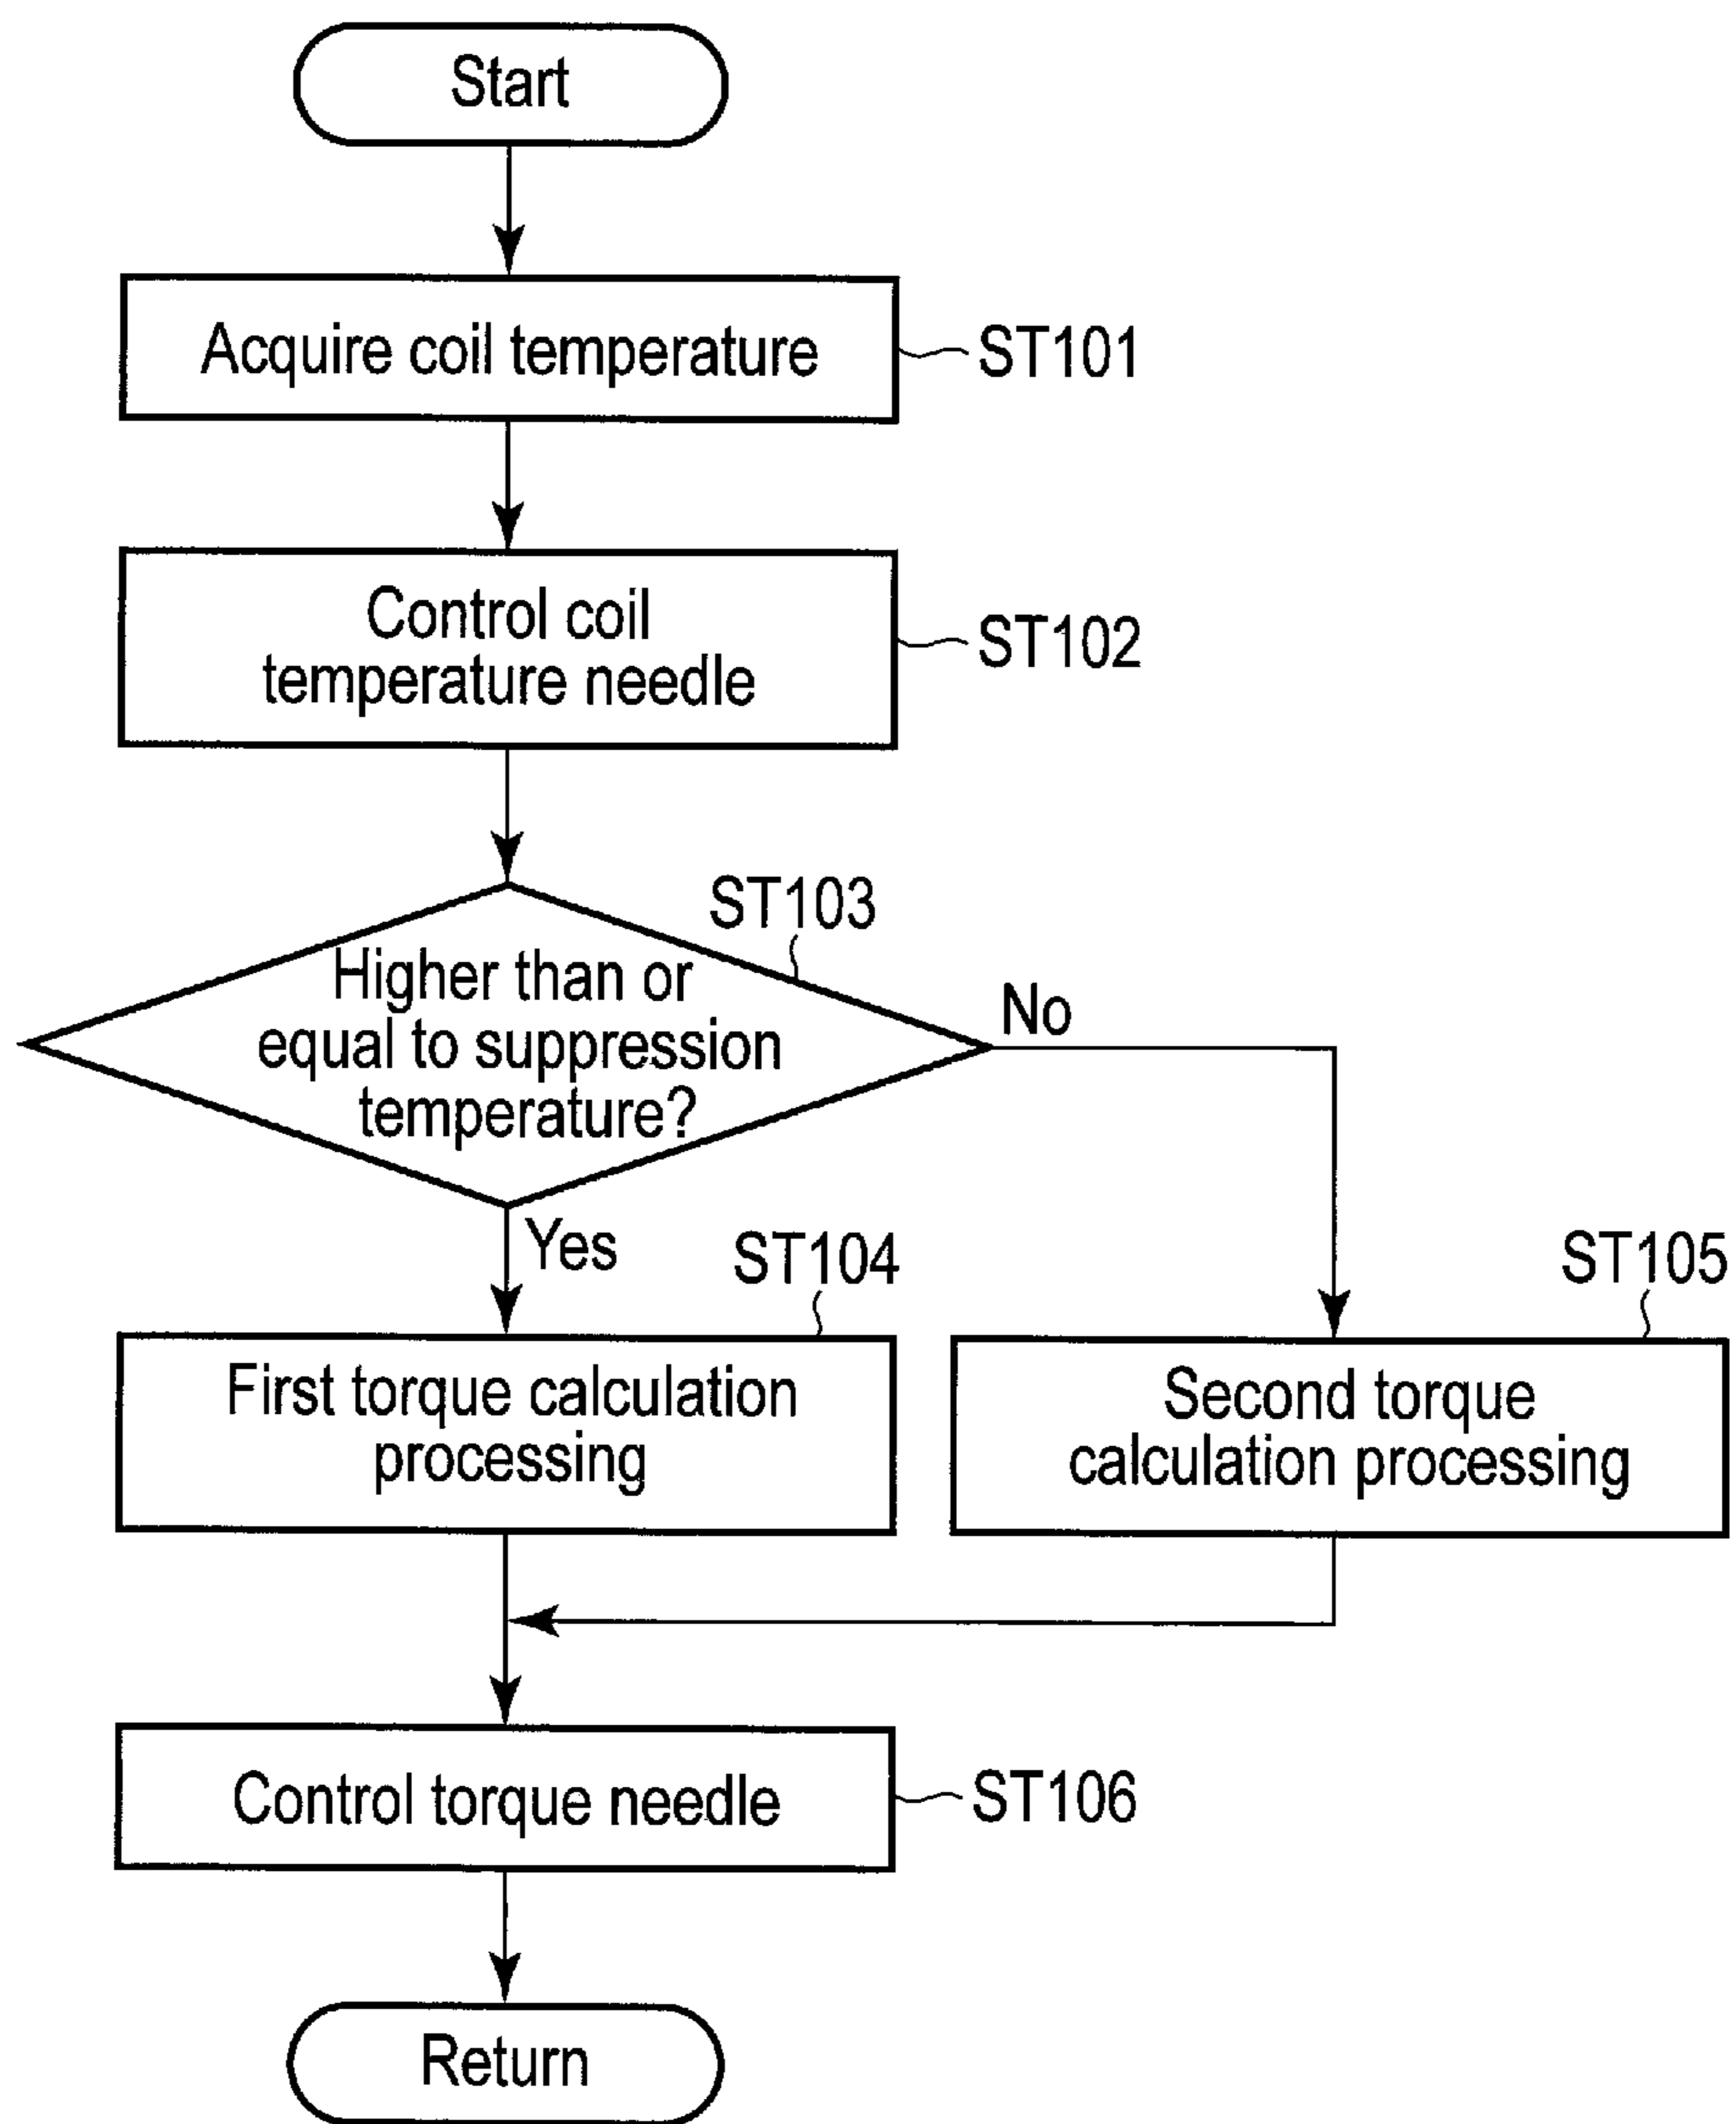 Start
Acquire coil temperature
ST101
Control coil
temperature needle
ST102
ST103
Higher than or
equal to suppression
temperature?
No
Yes
ST104
ST105
First torque calculation
processing
Second torque
calculation processing
Control torque needle
ST106
Return